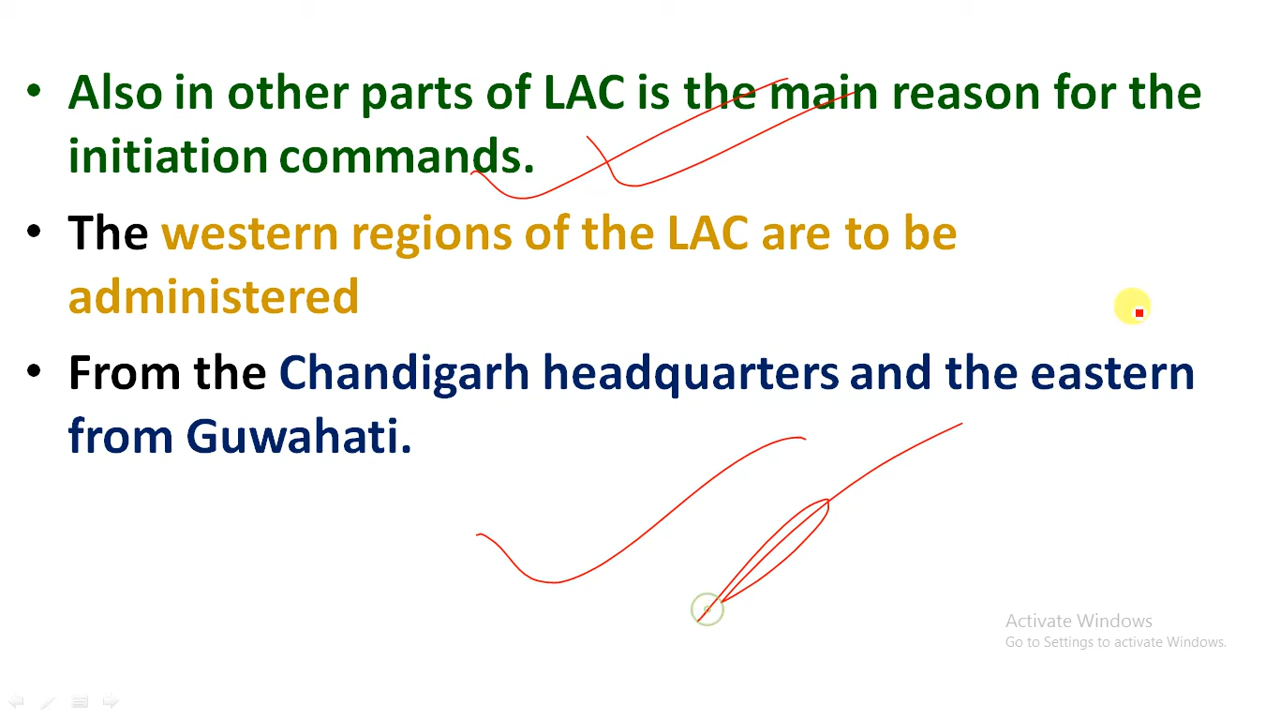 • Also in other parts of LAC is the main reason for the
initiation commands.
• The western regions of the LAC are to be
administered
• From the Chandigarh headquarters and the eastern
from Guwahati.
Activate Windows
Go to Settings to activate Windows.